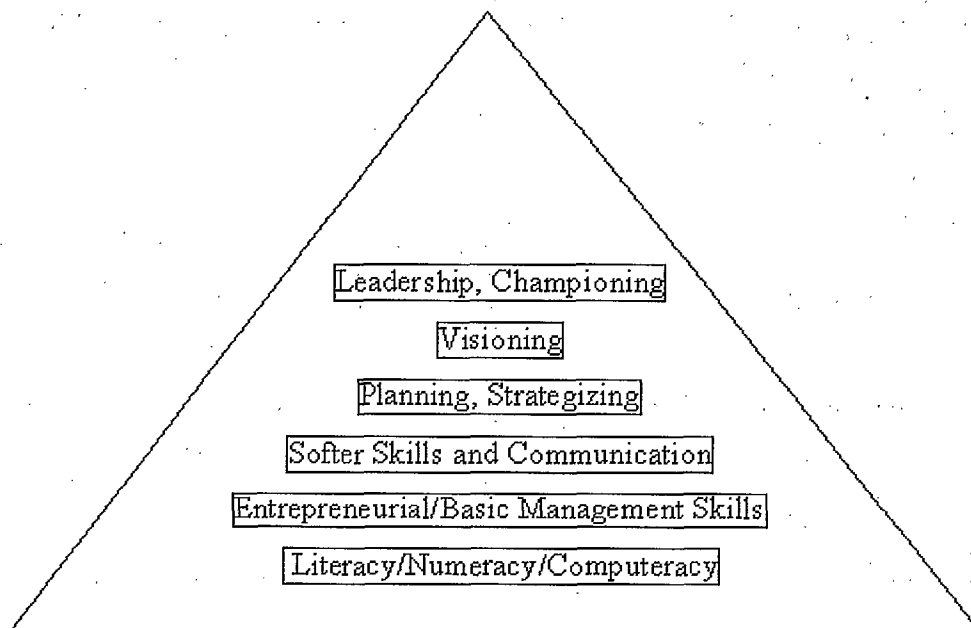 Leadership, Championing
Visioning
Planning, Strategizing
Softer Skills and Communication
Entrepreneurial/Basic Management Skills
Literacy/Numeracy/Computeracy